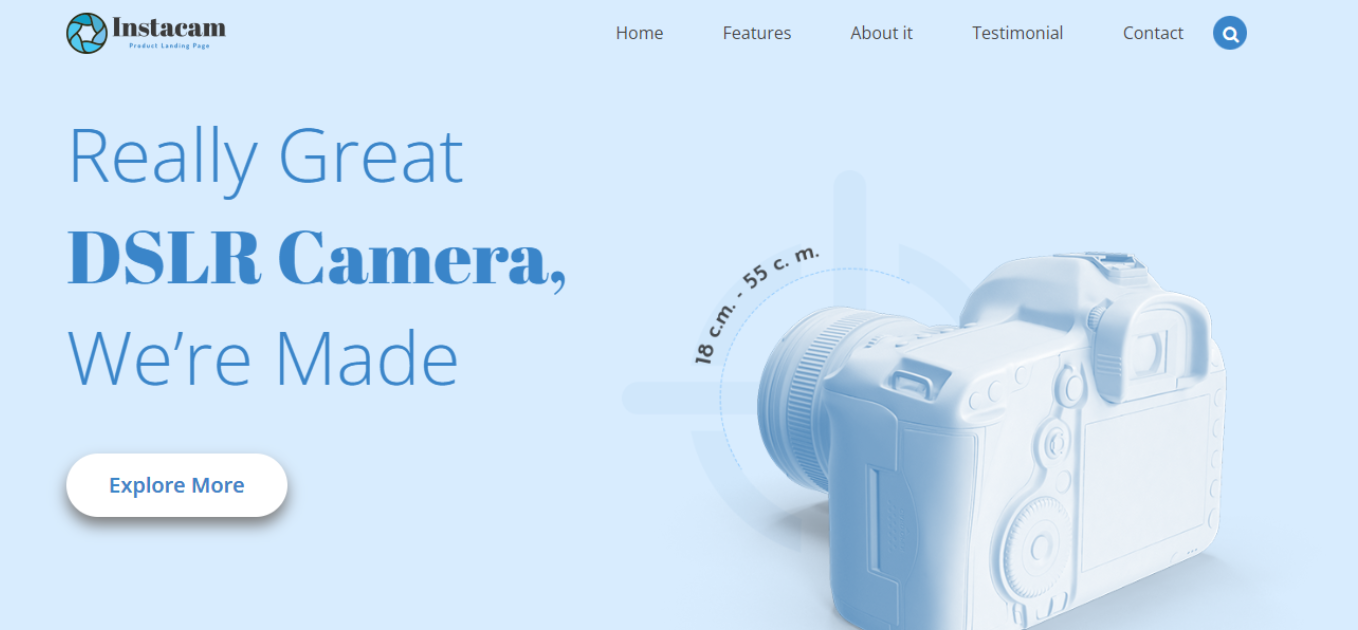 Instacam
Product Landing Page
Home
Features
About it
Testimonial
Contact
Really Great
DSLR Camera,
We’re Made
Explore More
18 c.m. - 55 c. m.